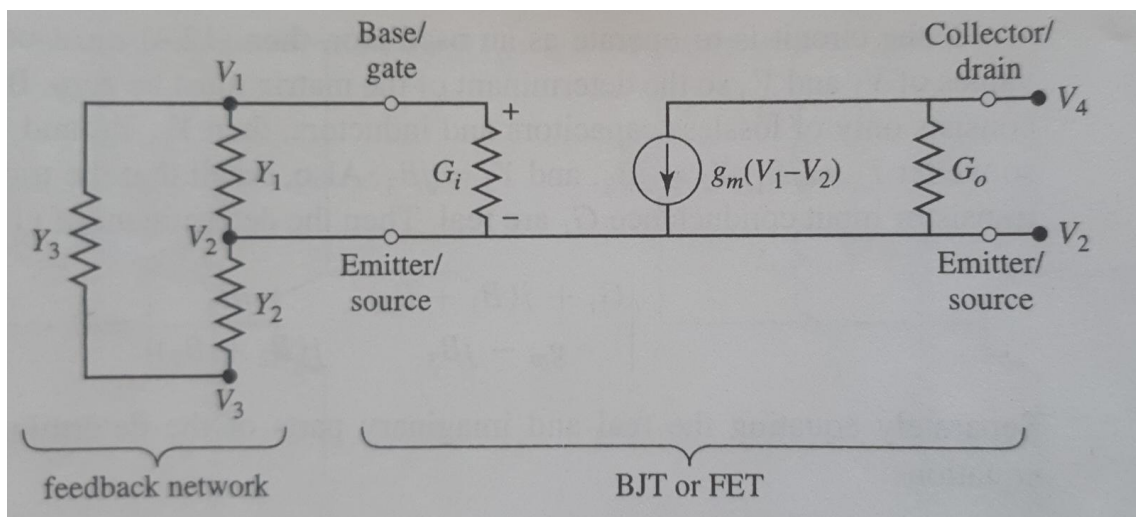 Base/
gate
Collector/
drain
V₁
+
V₄
Y₁
Gᵢ
gₘ(V₁–V₂)
Gₒ
–
Y₃
V₂
V₂
Emitter/
source
Emitter/
source
Y₂
V₃
feedback network
BJT or FET